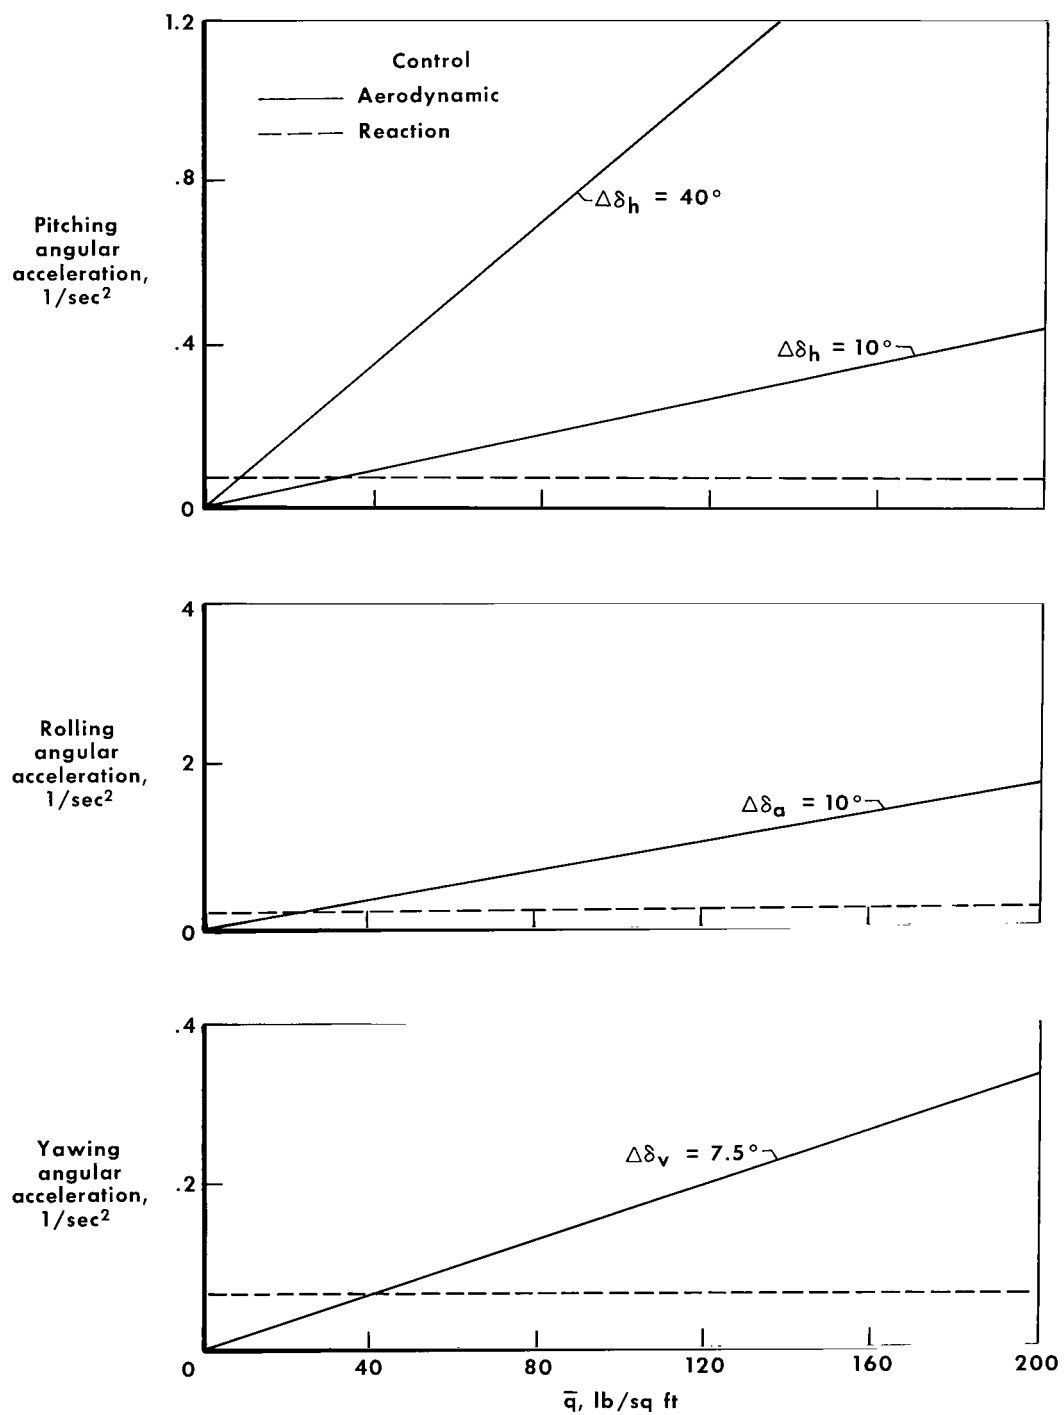 1.2
Control
Aerodynamic
Reaction
.8
Δδh = 40°
Pitching
angular
acceleration,
1/sec²
.4
Δδh = 10°
0
4
Rolling
angular
acceleration,
1/sec²
2
Δδa = 10°
0
.4
Yawing
angular
acceleration,
1/sec²
Δδv = 7.5°
.2
0
40
80
120
160
200
q̅, lb/sq ft